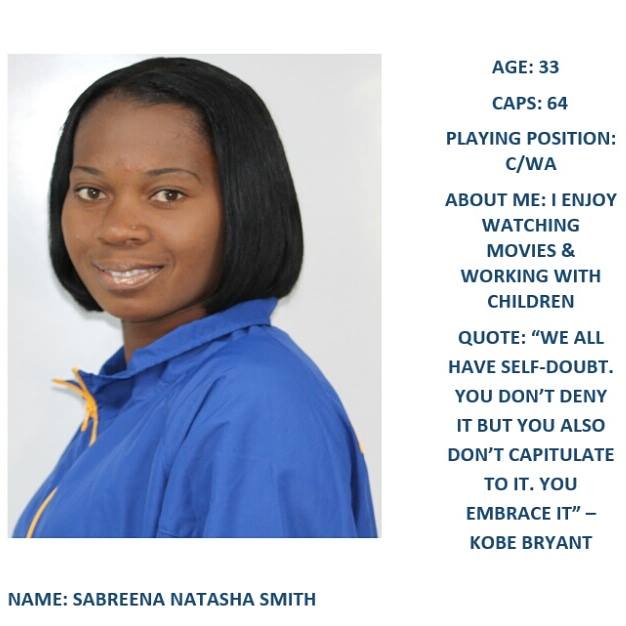 AGE: 33
CAPS: 64
PLAYING POSITION:
C/WA
ABOUT ME: I ENJOY
WATCHING
MOVIES &
WORKING WITH
CHILDREN
QUOTE: “WE ALL
HAVE SELF-DOUBT.
YOU DON’T DENY
IT BUT YOU ALSO
DON’T CAPITULATE
TO IT. YOU
EMBRACE IT” –
KOBE BRYANT
NAME: SABREENA NATASHA SMITH